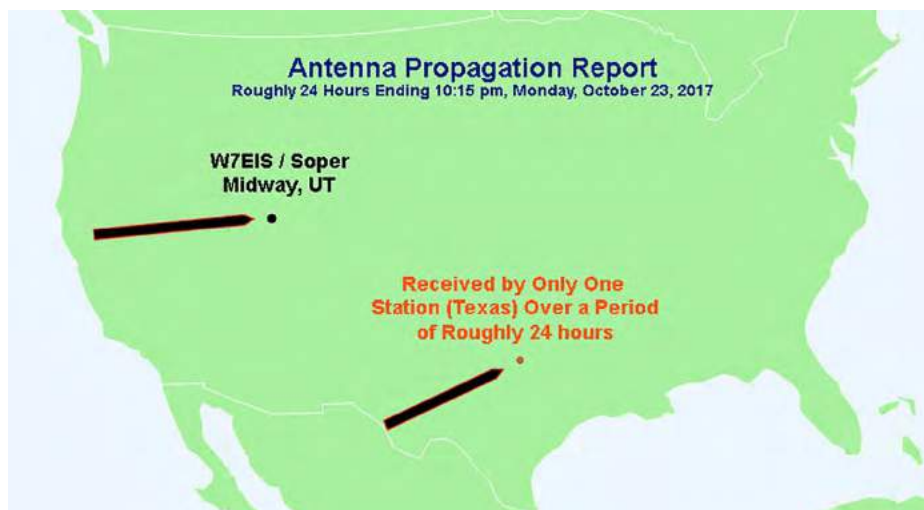 Antenna Propagation Report
Roughly 24 Hours Ending 10:15 pm, Monday, October 23, 2017
W7EIS / Soper
Midway, UT
Received by Only One
Station (Texas) Over a Period
of Roughly 24 hours